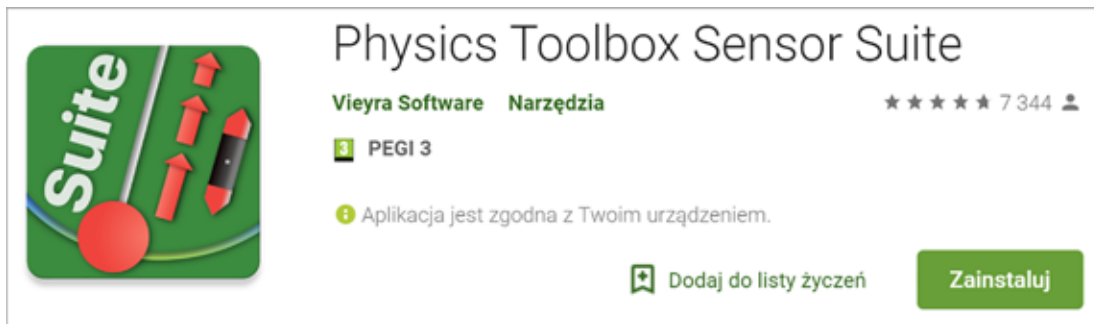 Suite
Physics Toolbox Sensor Suite
Vieyra Software Narzędzia 7 344
3 PEGI 3
Aplikacja jest zgodna z Twoim urządzeniem.
Dodaj do listy życzeń Zainstaluj